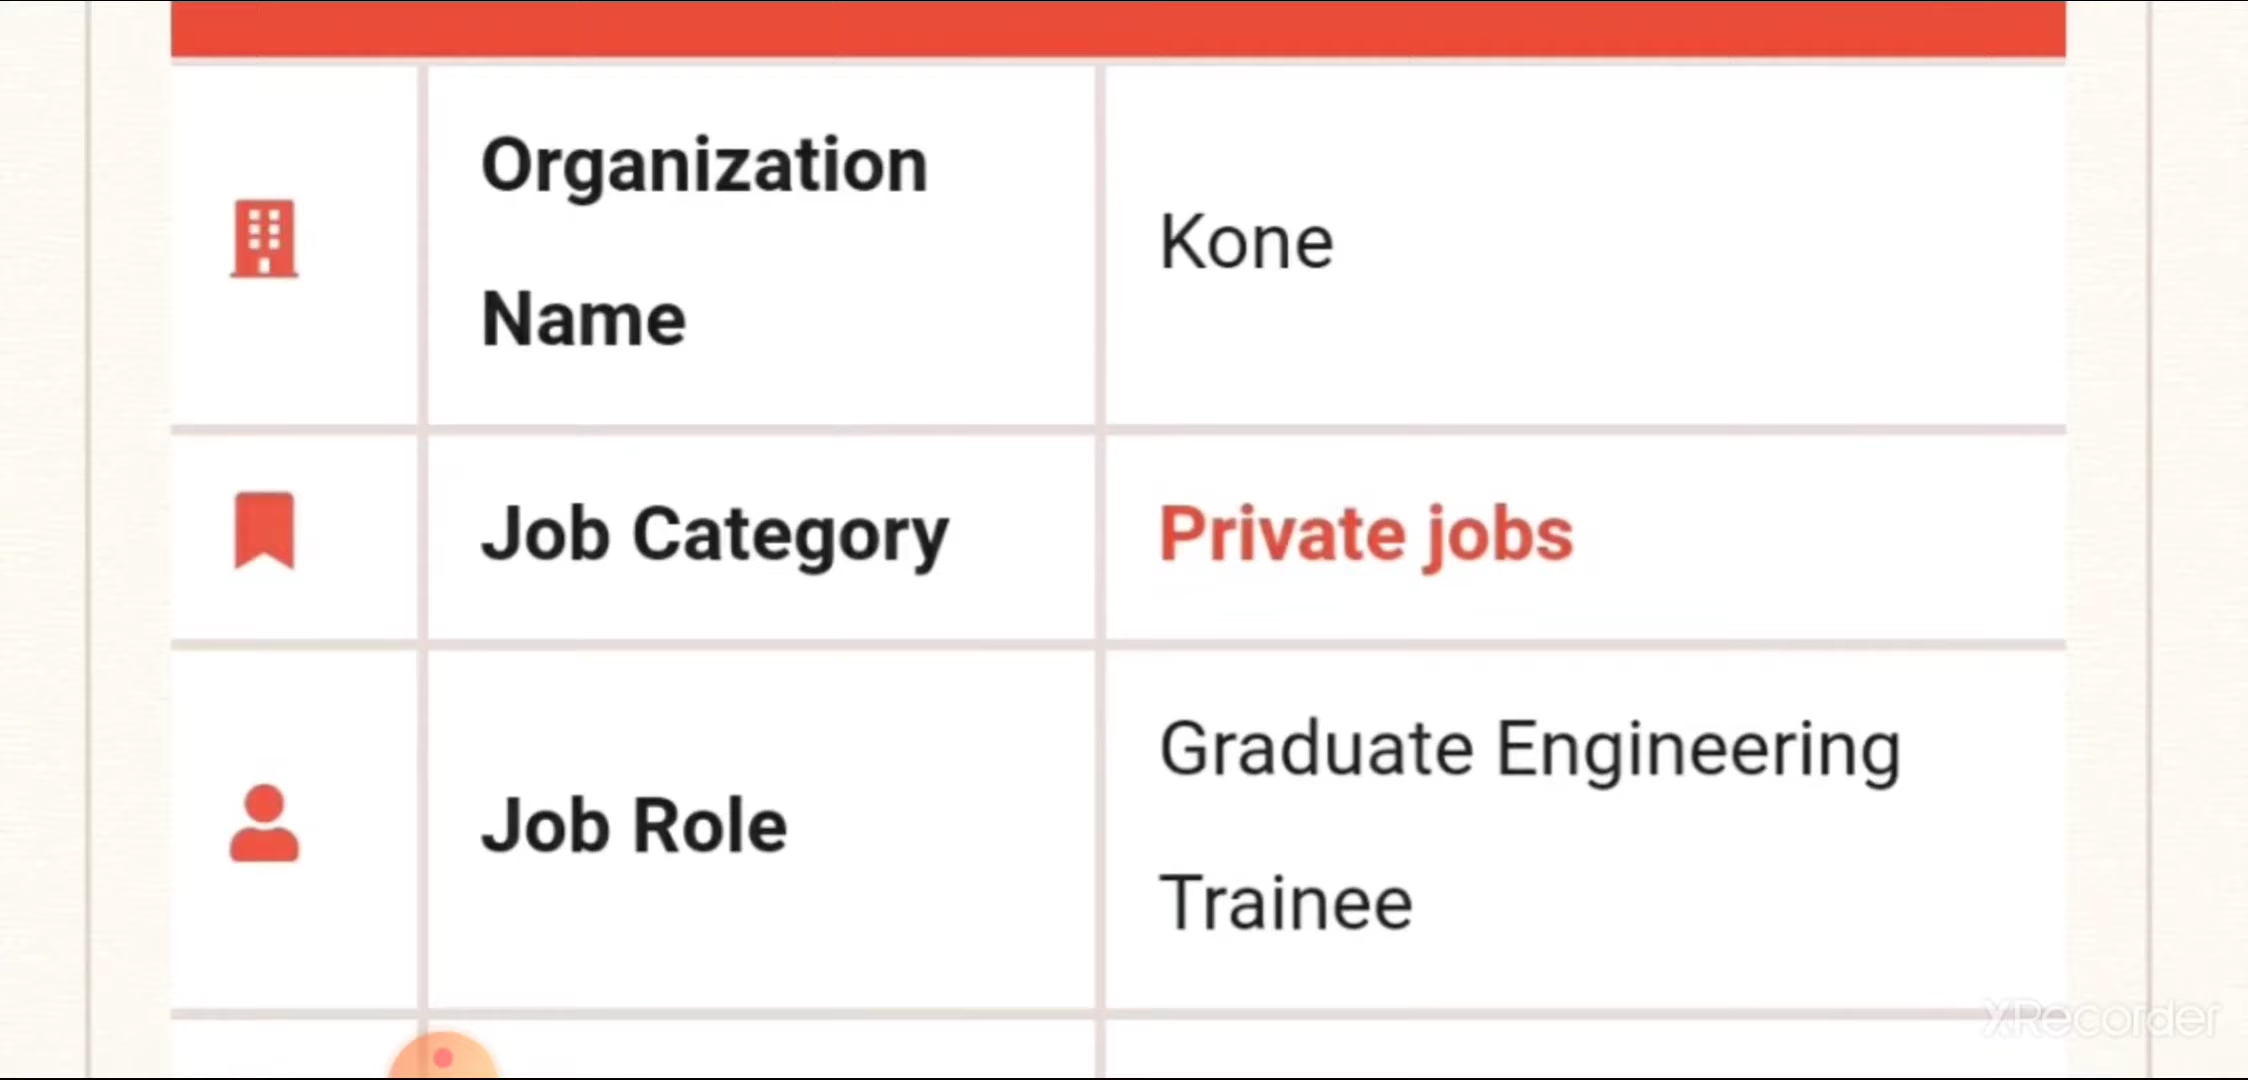 Organization
Name
Kone
Job Category
Private jobs
Job Role
Graduate Engineering
Trainee
XRecorder